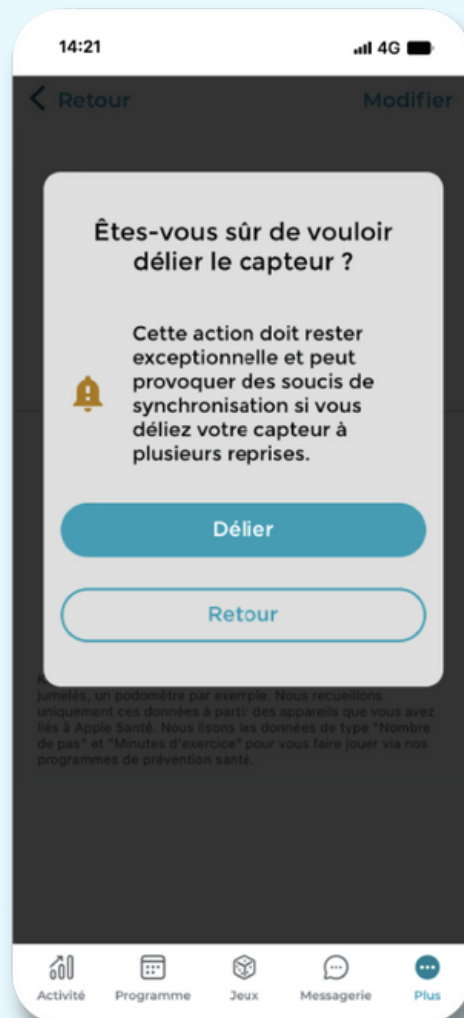 14:21
4G
Retour
Modifier
Êtes-vous sûr de vouloir
délier le capteur ?
Cette action doit rester
exceptionnelle et peut
provoquer des soucis de
synchronisation si vous
déliez votre capteur à
plusieurs reprises.
Délier
Retour
jumelés, un podomètre par exemple. Nous recueillons
uniquement ces données à partir des appareils que vous avez
liés à Apple Santé. Nous lisons les données de type "Nombre
de pas" et "Minutes d'exercice" pour vous faire jouer via nos
programmes de prévention santé.
Activité
Programme
Jeux
Messagerie
Plus